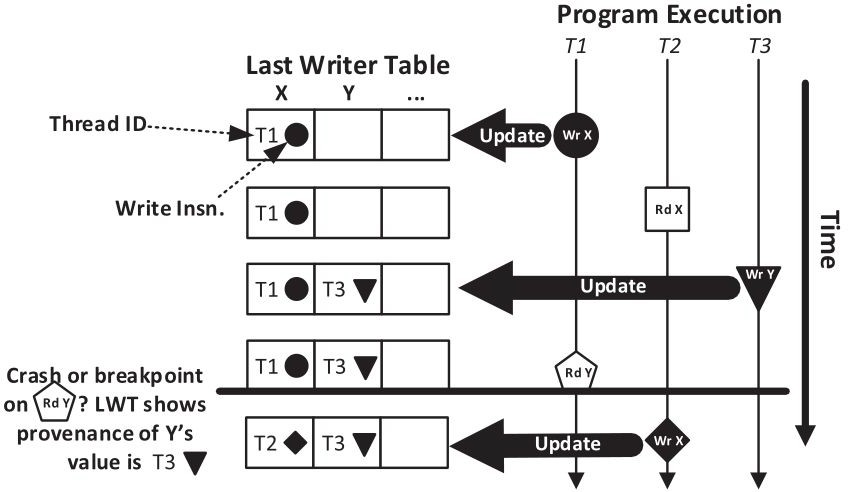 Program Execution
T1 T2 T3
Last Writer Table
X Y ...
Thread ID
T1
Update
Wr X
Write Insn.
T1
Rd X
Time
T1 T3
Update
Wr Y
T1 T3
Rd Y
Crash or breakpoint
on Rd Y ? LWT shows
provenance of Y's
value is T3
T2 T3
Update
Wr X